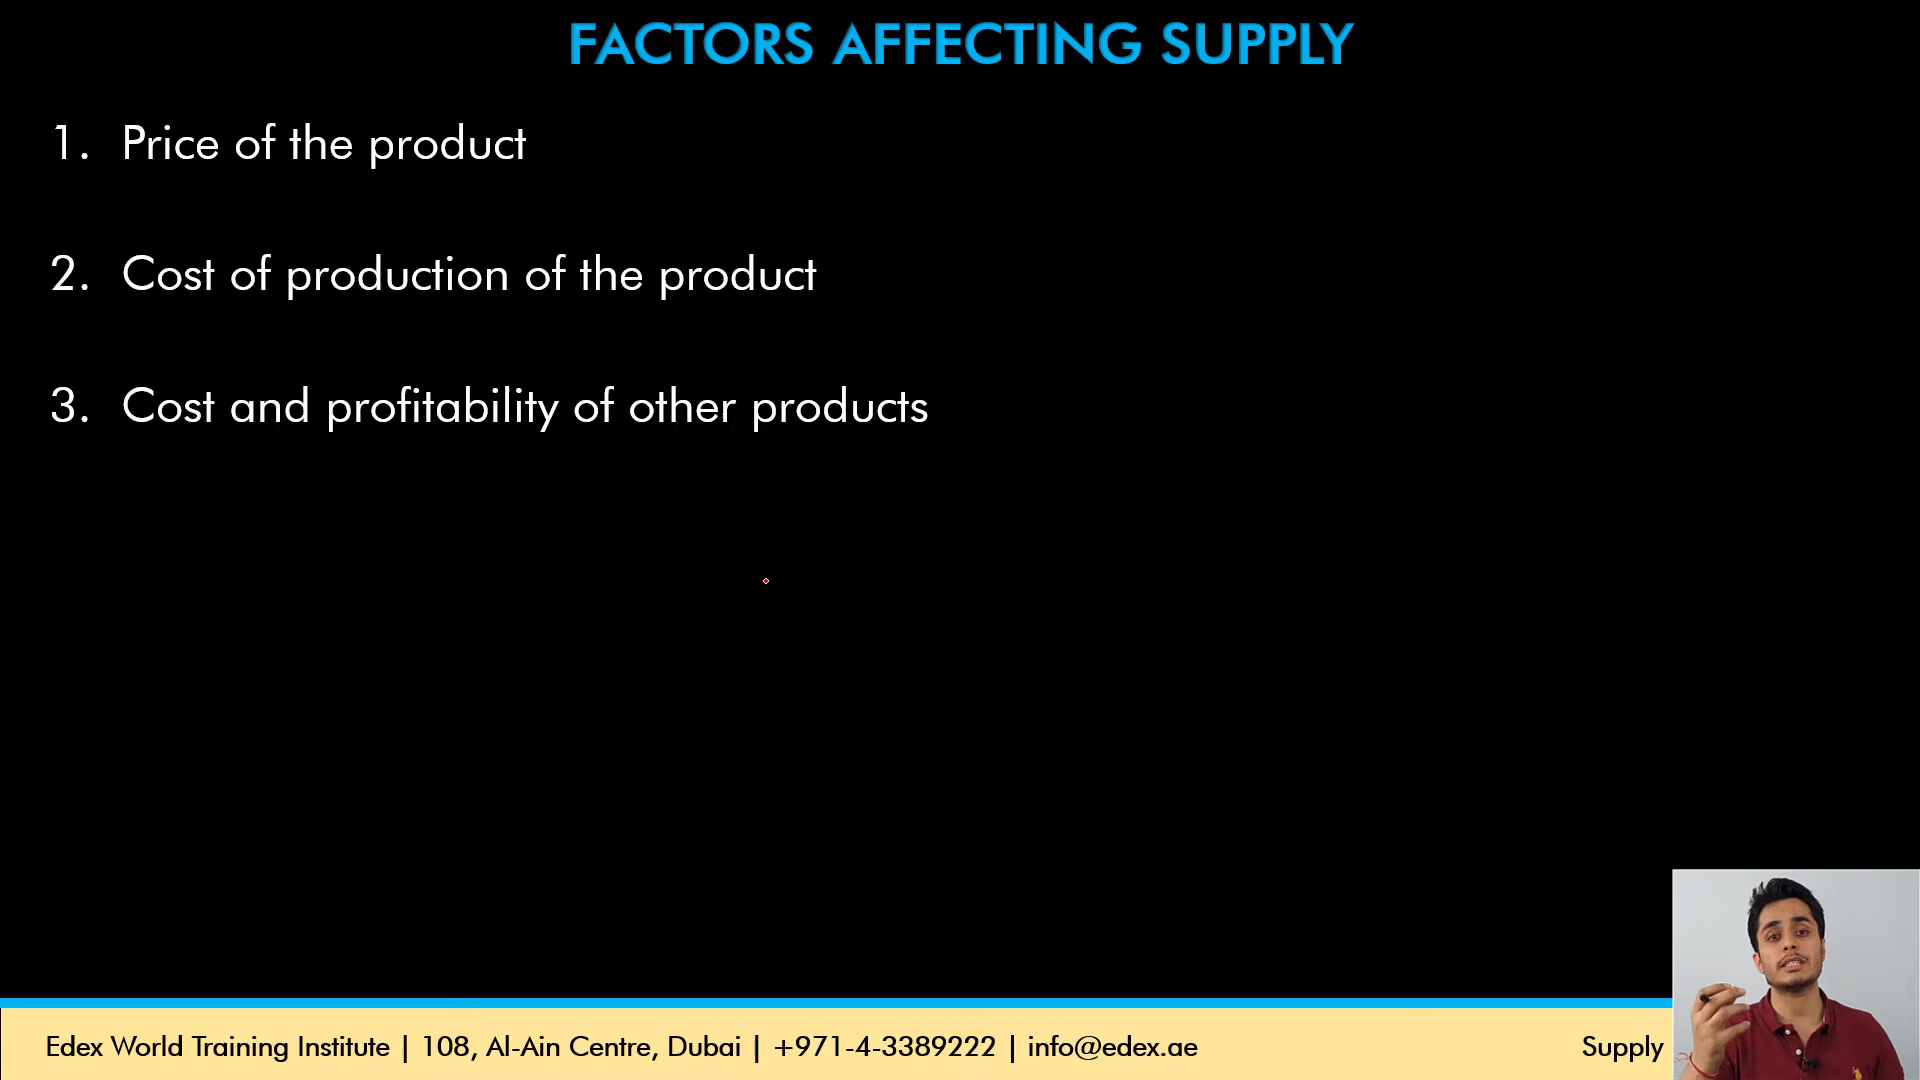 FACTORS AFFECTING SUPPLY
1. Price of the product
2. Cost of production of the product
3. Cost and profitability of other products
Edex World Training Institute | 108, Al-Ain Centre, Dubai | +971-4-3389222 | info@edex.ae
Supply